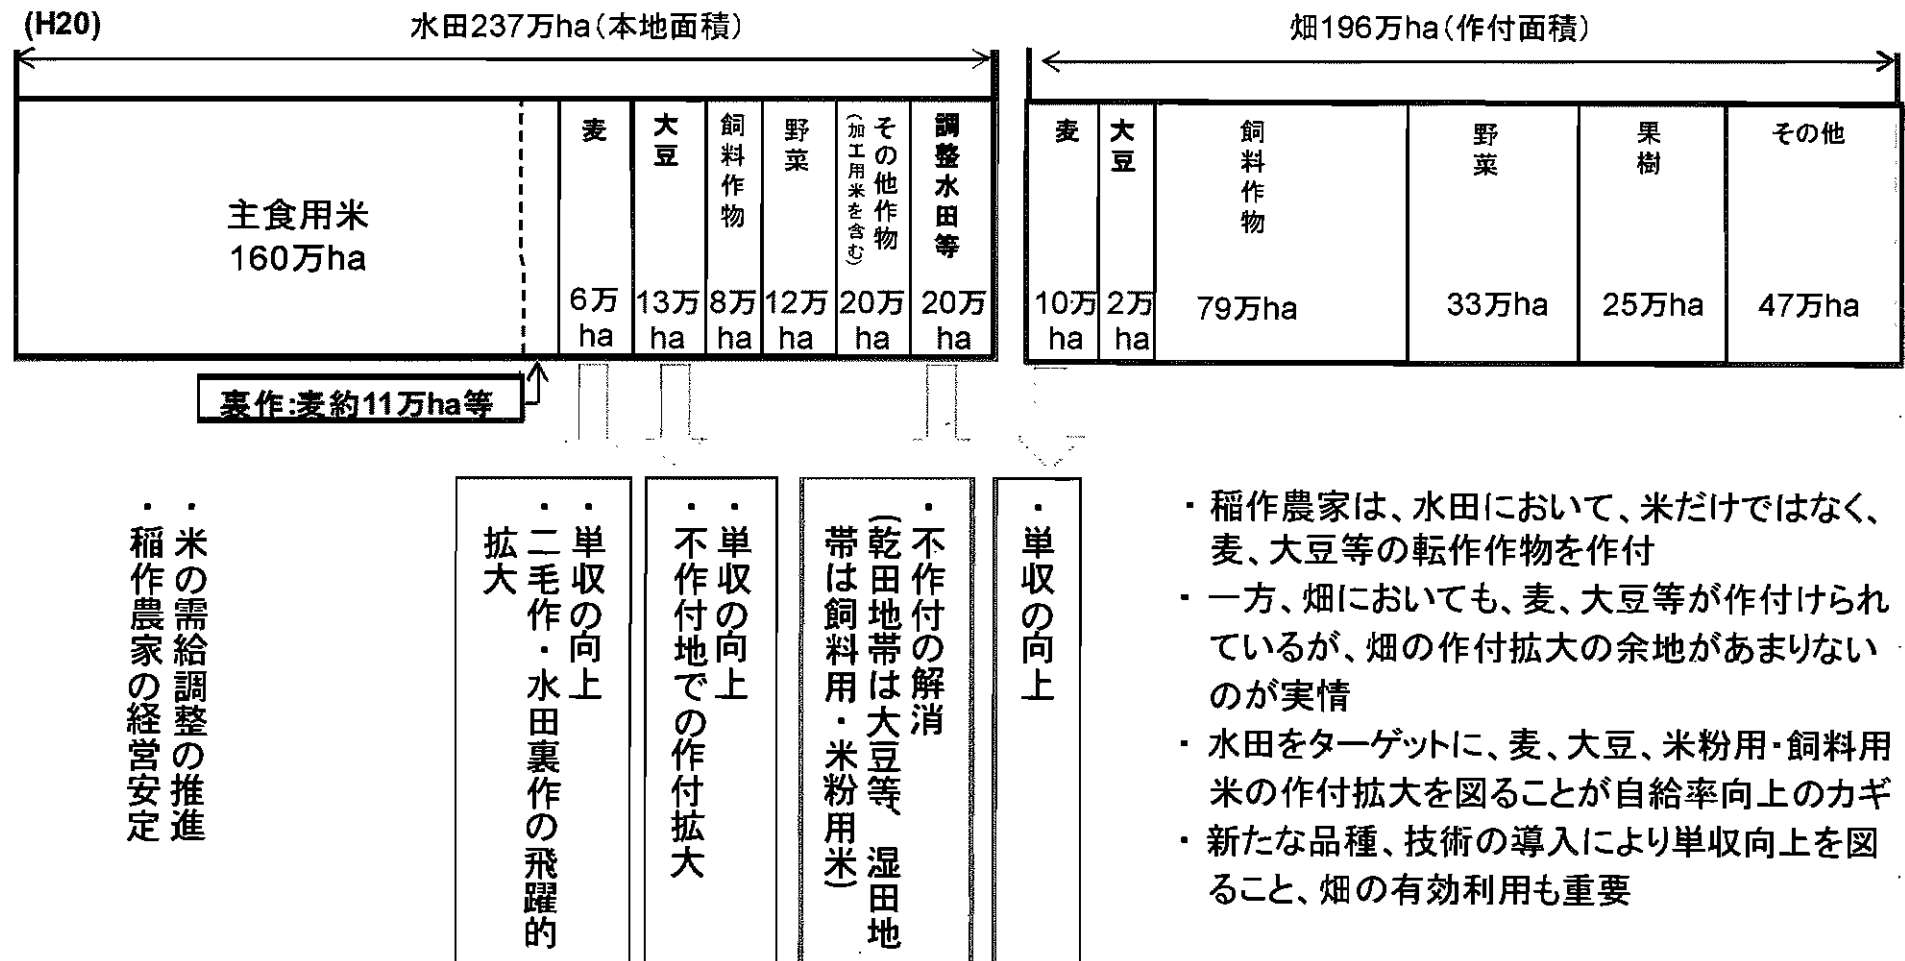 (H20)
水田237万ha(本地面積)
畑196万ha(作付面積)
主食用米
160万ha
麦
6万
ha
大豆
13万
ha
飼料作物
8万
ha
野菜
12万
ha
その他作物
(加工用米を含む)
20万
ha
調整水田等
20万
ha
麦
10万
ha
大豆
2万
ha
飼料作物
79万ha
野菜
33万ha
果樹
25万ha
その他
47万ha
裏作:麦約11万ha等
・米の需給調整の推進
・稲作農家の経営安定
・単収の向上
・二毛作・水田裏作の飛躍的
拡大
・単収の向上
・不作付地での作付拡大
・不作付の解消
(乾田地帯は大豆等、湿田地
帯は飼料用・米粉用米)
・単収の向上
・稲作農家は、水田において、米だけではなく、
麦、大豆等の転作作物を作付
・一方、畑においても、麦、大豆等が作付けられ
ているが、畑の作付拡大の余地があまりない
のが実情
・水田をターゲットに、麦、大豆、米粉用・飼料用
米の作付拡大を図ることが自給率向上のカギ
・新たな品種、技術の導入により単収向上を図
ること、畑の有効利用も重要